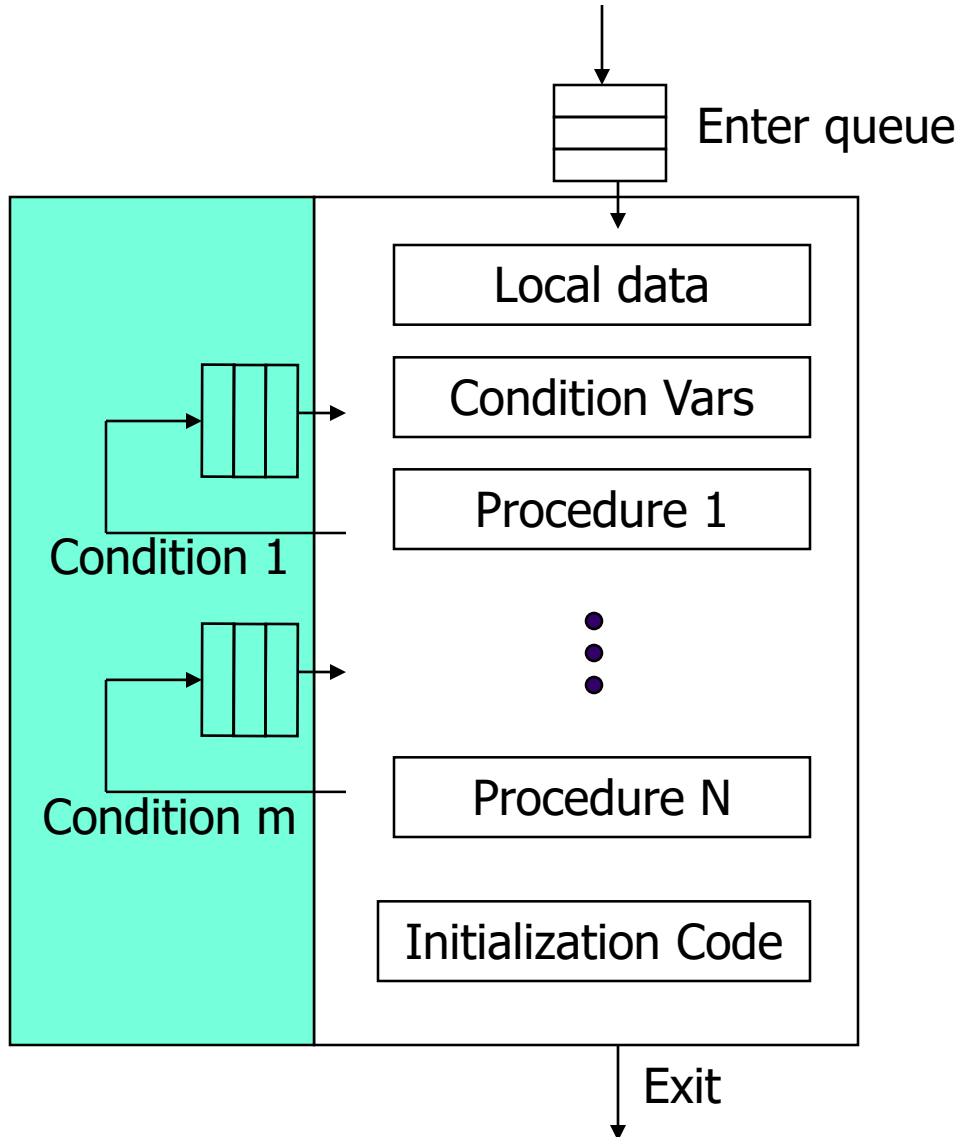 Enter queue
Local data
Condition Vars
Procedure 1
Condition 1
Procedure N
Condition m
Initialization Code
Exit